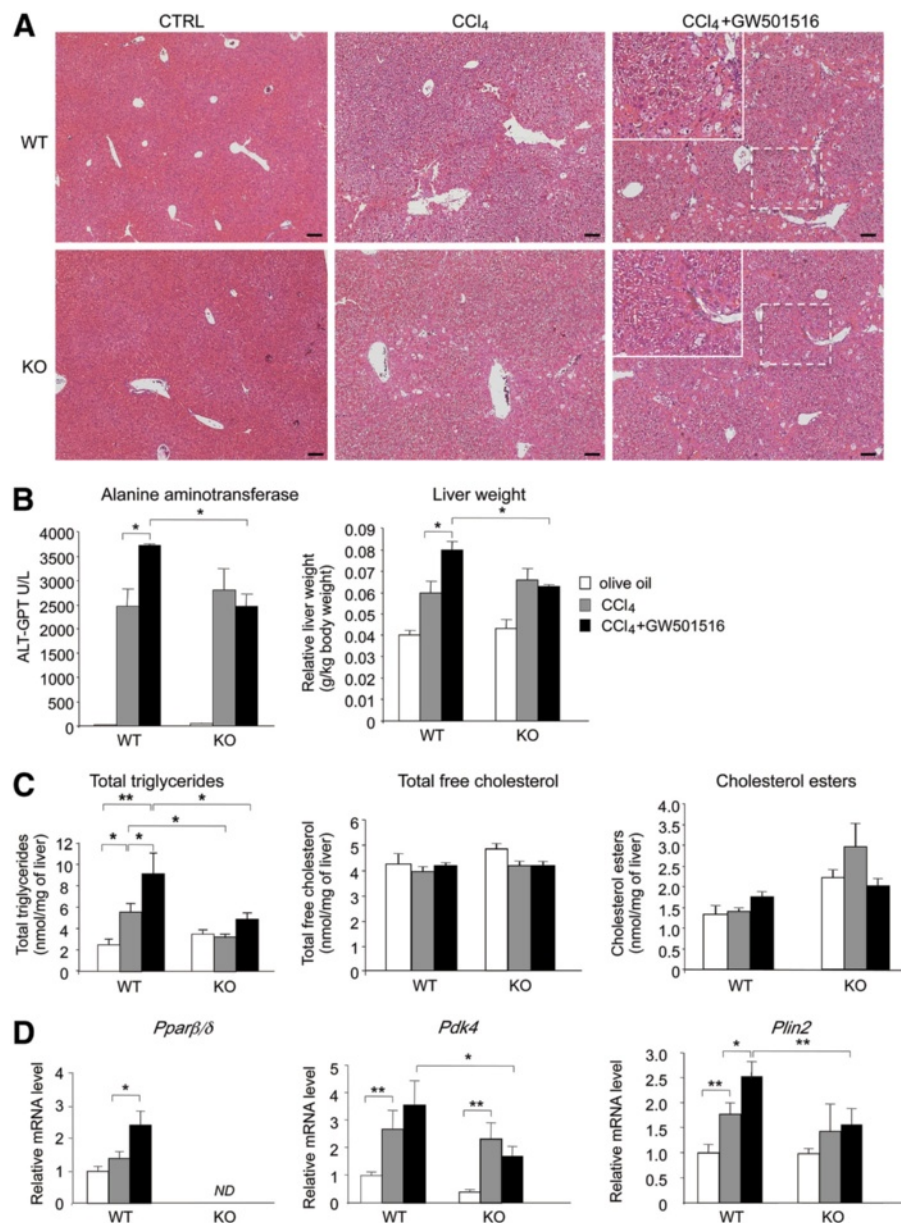 A
CTRL
CCl₄
CCl₄+GW501516
WT
KO
B
Alanine aminotransferase
ALT-GPT U/L
4000
3500
3000
2500
2000
1500
1000
500
0
*
*
WT
KO
Liver weight
Relative liver weight
(g/kg body weight)
0.09
0.08
0.07
0.06
0.05
0.04
0.03
0.02
0.01
0
*
*
WT
KO
olive oil
CCl₄
CCl₄+GW501516
C
Total triglycerides
Total triglycerides
(nmol/mg of liver)
12
10
8
6
4
2
0
**
*
*
*
*
WT
KO
Total free cholesterol
Total free cholesterol
(nmol/mg of liver)
6
5
4
3
2
1
0
WT
KO
Cholesterol esters
Cholesterol esters
(nmol/mg of liver)
4.0
3.5
3.0
2.5
2.0
1.5
1.0
1.5
0
WT
KO
D
Pparβ/δ
Relative mRNA level
4
3
2
1
0
*
ND
WT
KO
Pdk4
Relative mRNA level
5
4
3
2
1
0
**
*
**
WT
KO
Plin2
Relative mRNA level
3.0
2.5
2.0
1.5
1.0
0.5
0
**
*
**
WT
KO